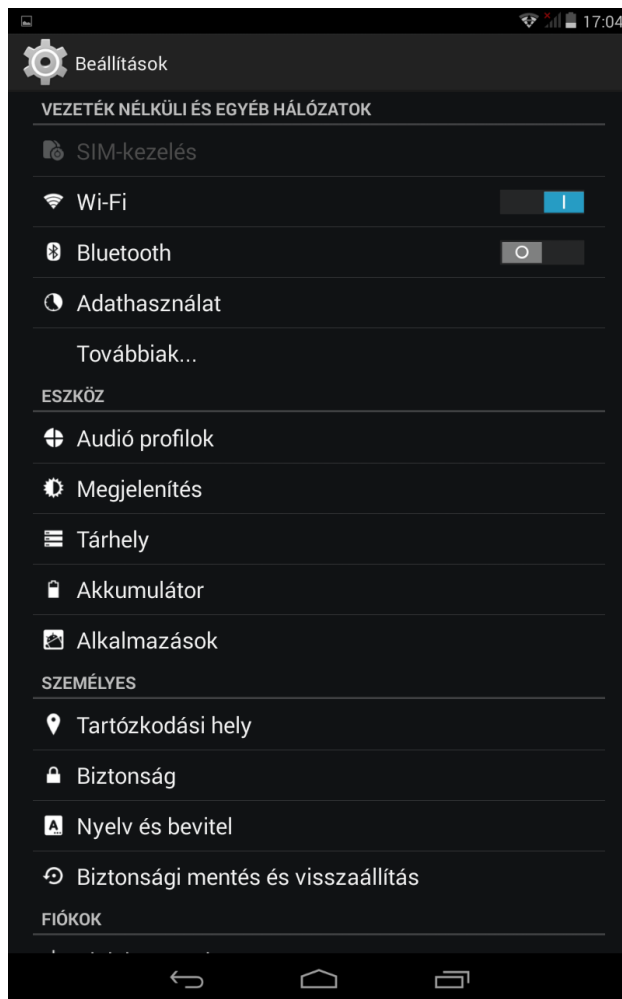 17:04
Beállítások
VEZETÉK NÉLKÜLI ÉS EGYÉB HÁLÓZATOK
SIM-kezelés
Wi-Fi
Bluetooth
Adathasználat
Továbbiak...
ESZKÖZ
Audió profilok
Megjelenítés
Tárhely
Akkumulátor
Alkalmazások
SZEMÉLYES
Tartózkodási hely
Biztonság
Nyelv és bevitel
Biztonsági mentés és visszaállítás
FIÓKOK